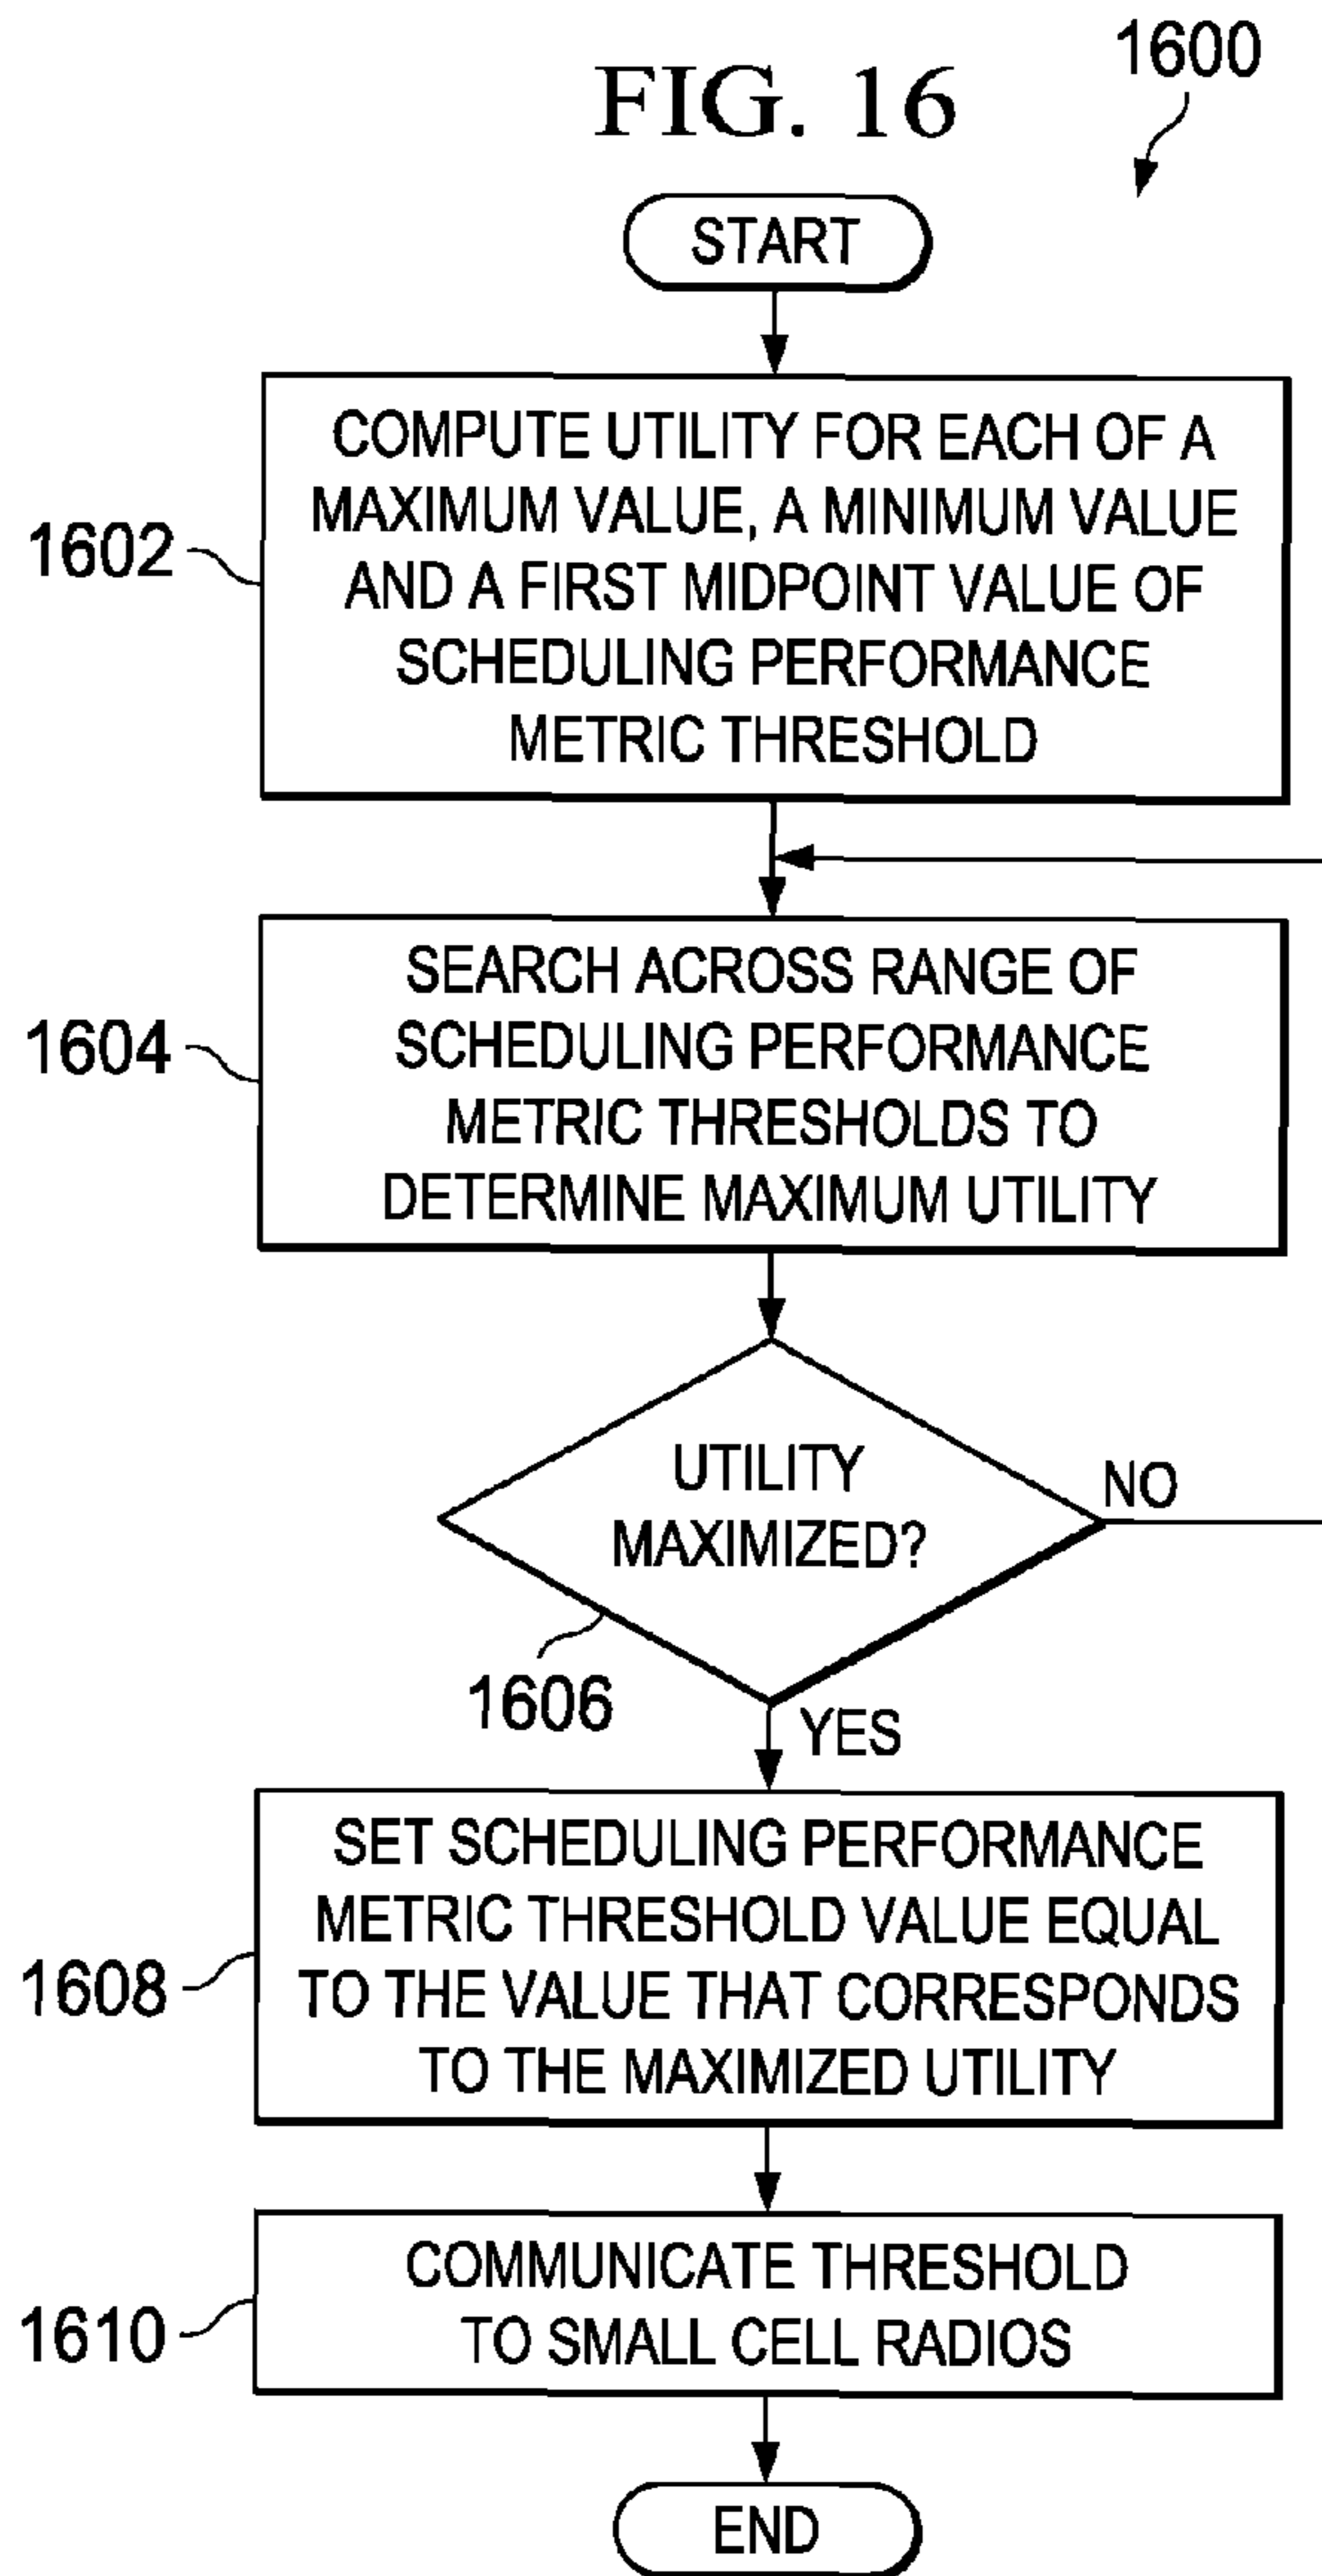 1600
FIG. 16
START
COMPUTE UTILITY FOR EACH OF A
MAXIMUM VALUE, A MINIMUM VALUE
AND A FIRST MIDPOINT VALUE OF
SCHEDULING PERFORMANCE
METRIC THRESHOLD
1602
SEARCH ACROSS RANGE OF
SCHEDULING PERFORMANCE
METRIC THRESHOLDS TO
DETERMINE MAXIMUM UTILITY
1604
UTILITY
MAXIMIZED?
NO
1606
YES
SET SCHEDULING PERFORMANCE
METRIC THRESHOLD VALUE EQUAL
TO THE VALUE THAT CORRESPONDS
TO THE MAXIMIZED UTILITY
1608
COMMUNICATE THRESHOLD
TO SMALL CELL RADIOS
1610
END